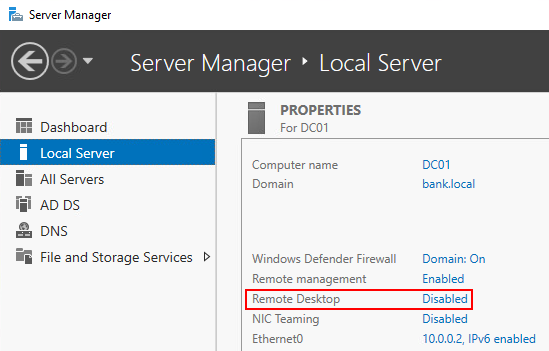 Server Manager
Server Manager ‣ Local Server
Dashboard
Local Server
All Servers
AD DS
DNS
File and Storage Services
PROPERTIES
For DC01
Computer name DC01
Domain bank.local
Windows Defender Firewall Domain: On
Remote management Enabled
Remote Desktop Disabled
NIC Teaming Disabled
Ethernet0 10.0.0.2, IPv6 enabled